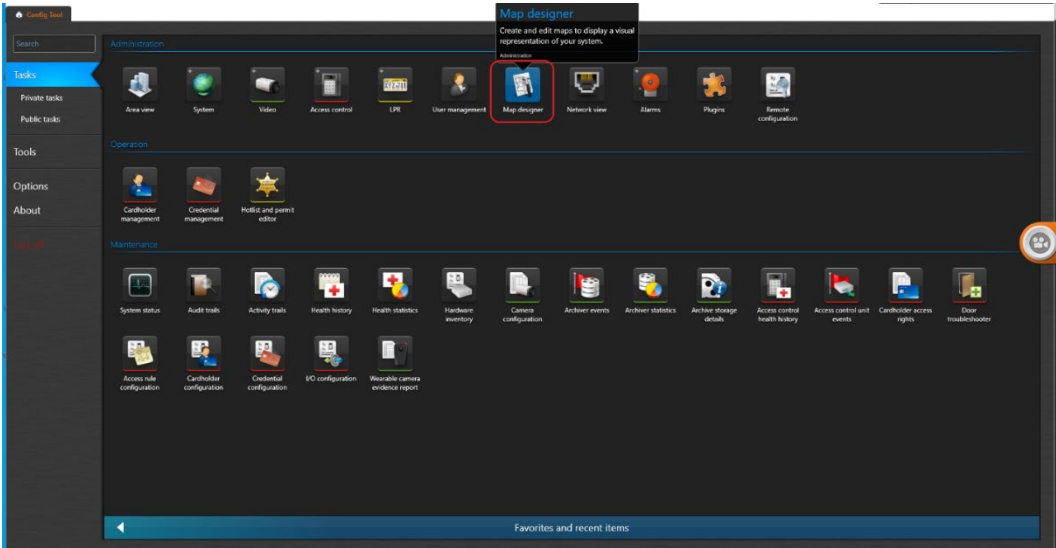 Config Tool
Map designer
Create and edit maps to display a visual
representation of your system.
Administration
Search
Administration
Tasks
Private tasks
Public tasks
Tools
Options
About
Area view
System
Video
Access control
LPR
User management
Map designer
Network view
Alarms
Plugins
Remote
configuration
Operation
Cardholder
management
Credential
management
Hotlist and permit
editor
Maintenance
System status
Audit trails
Activity trails
Health history
Health statistics
Hardware
inventory
Camera
configuration
Archiver events
Archiver statistics
Archive storage
details
Access control
health history
Access control unit
events
Cardholder access
rights
Door
troubleshooter
Access rule
configuration
Cardholder
configuration
Credential
configuration
I/O configuration
Wearable camera
evidence report
Favorites and recent items